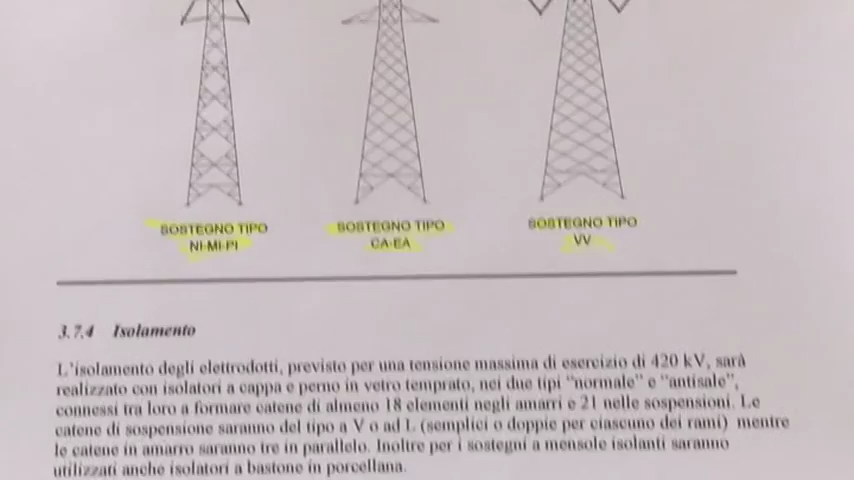 SOSTEGNO TIPO
NI-MI-PI
SOSTEGNO TIPO
CA-EA
SOSTEGNO TIPO
VV
3.7.4 Isolamento
L'isolamento degli elettrodotti, previsto per una tensione massima di esercizio di 420 kV, sarà
realizzato con isolatori a cappa e perno in vetro temprato, nei due tipi "normale" e "antisale",
connessi tra loro a formare catene di almeno 18 elementi negli amarri e 21 nelle sospensioni. Le
catene di sospensione saranno del tipo a V o ad L (semplici o doppie per ciascuno dei rami) mentre
le catene in amarro saranno tre in parallelo. Inoltre per i sostegni a mensole isolanti saranno
utilizzati anche isolatori a bastone in porcellana.